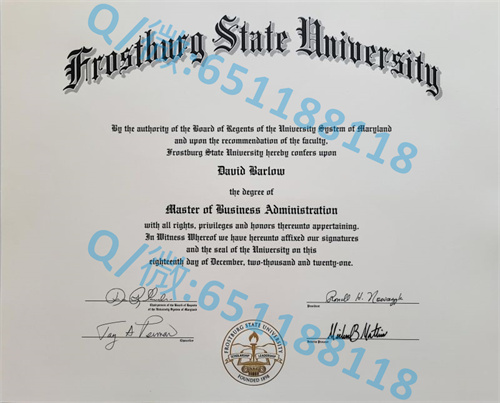 Frostburg State University
Q/微:651188118
By the authority of the Board of Regents of the University System of Maryland
and upon the recommendation of the faculty,
Frostburg State University hereby confers upon
David Barlow
the degree of
Master of Business Administration
with all rights, privileges and honors thereunto appertaining.
In Witness Whereof we have hereunto affixed our signatures
and the seal of the University on this
eighteenth day of December, two-thousand and twenty-one.
Q/微:651188118
President
FROSTBURG STATE UNIVERSITY
FOUNDED 1898